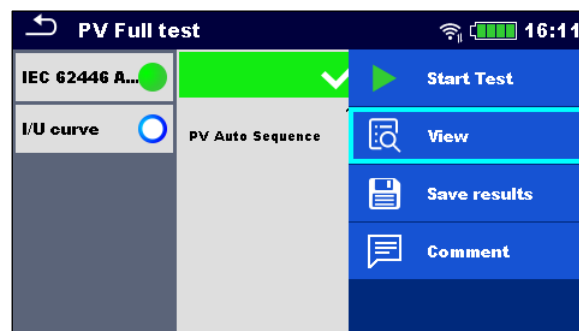 PV Full test
16:11
IEC 62446 A...
I/U curve
PV Auto Sequence
Start Test
View
Save results
Comment